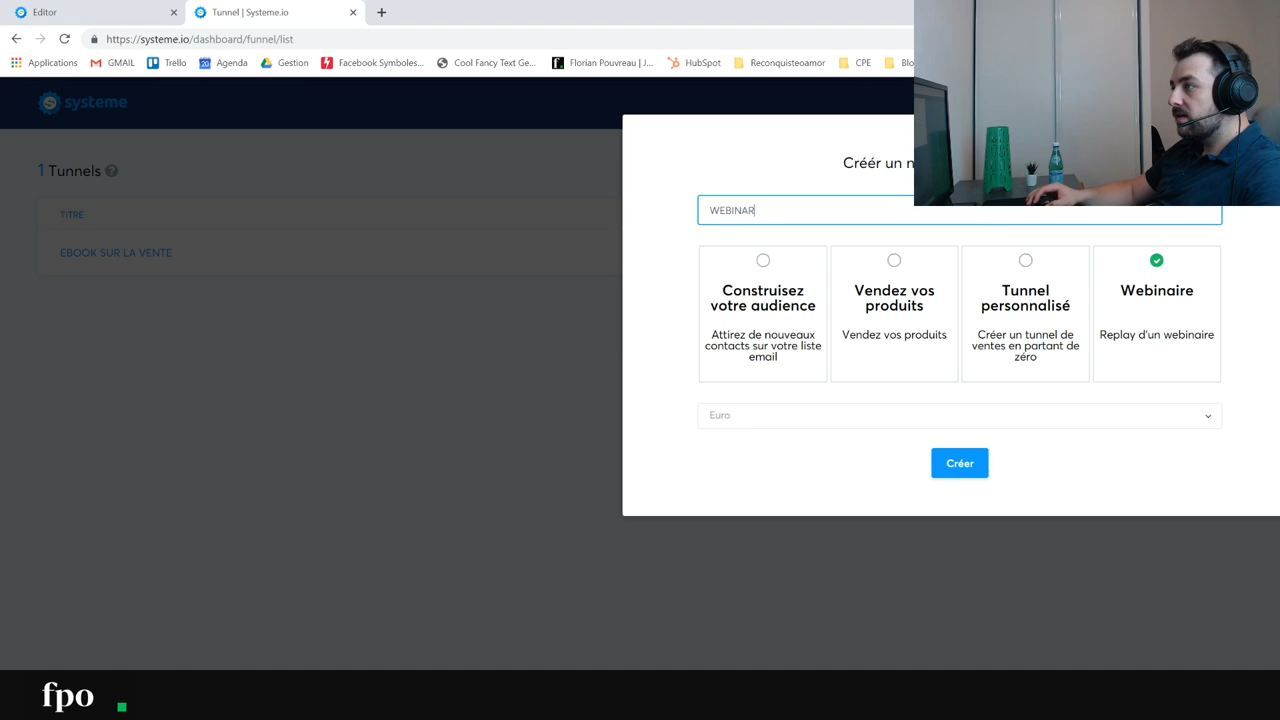 Editor
Tunnel | Systeme.io
https://systeme.io/dashboard/funnel/list
Applications
GMAIL
Trello
Agenda
Gestion
Facebook Symboles...
Cool Fancy Text Ge...
Florian Pouvreau | J...
HubSpot
Reconquisteoamor
CPE
Blo
systeme
1 Tunnels
TITRE
EBOOK SUR LA VENTE
Créér un n
WEBINAR
Construisez
votre audience
Attirez de nouveaux
contacts sur votre liste
email
Vendez vos
produits
Vendez vos produits
Tunnel
personnalisé
Créer un tunnel de
ventes en partant de
zéro
Webinaire
Replay d'un webinaire
Euro
Créer
fpo